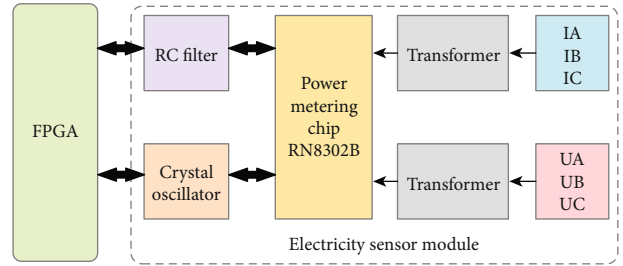 FPGA
RC filter
Crystal
oscillator
Power
metering
chip
RN8302B
Transformer
IA
IB
IC
Transformer
UA
UB
UC
Electricity sensor module